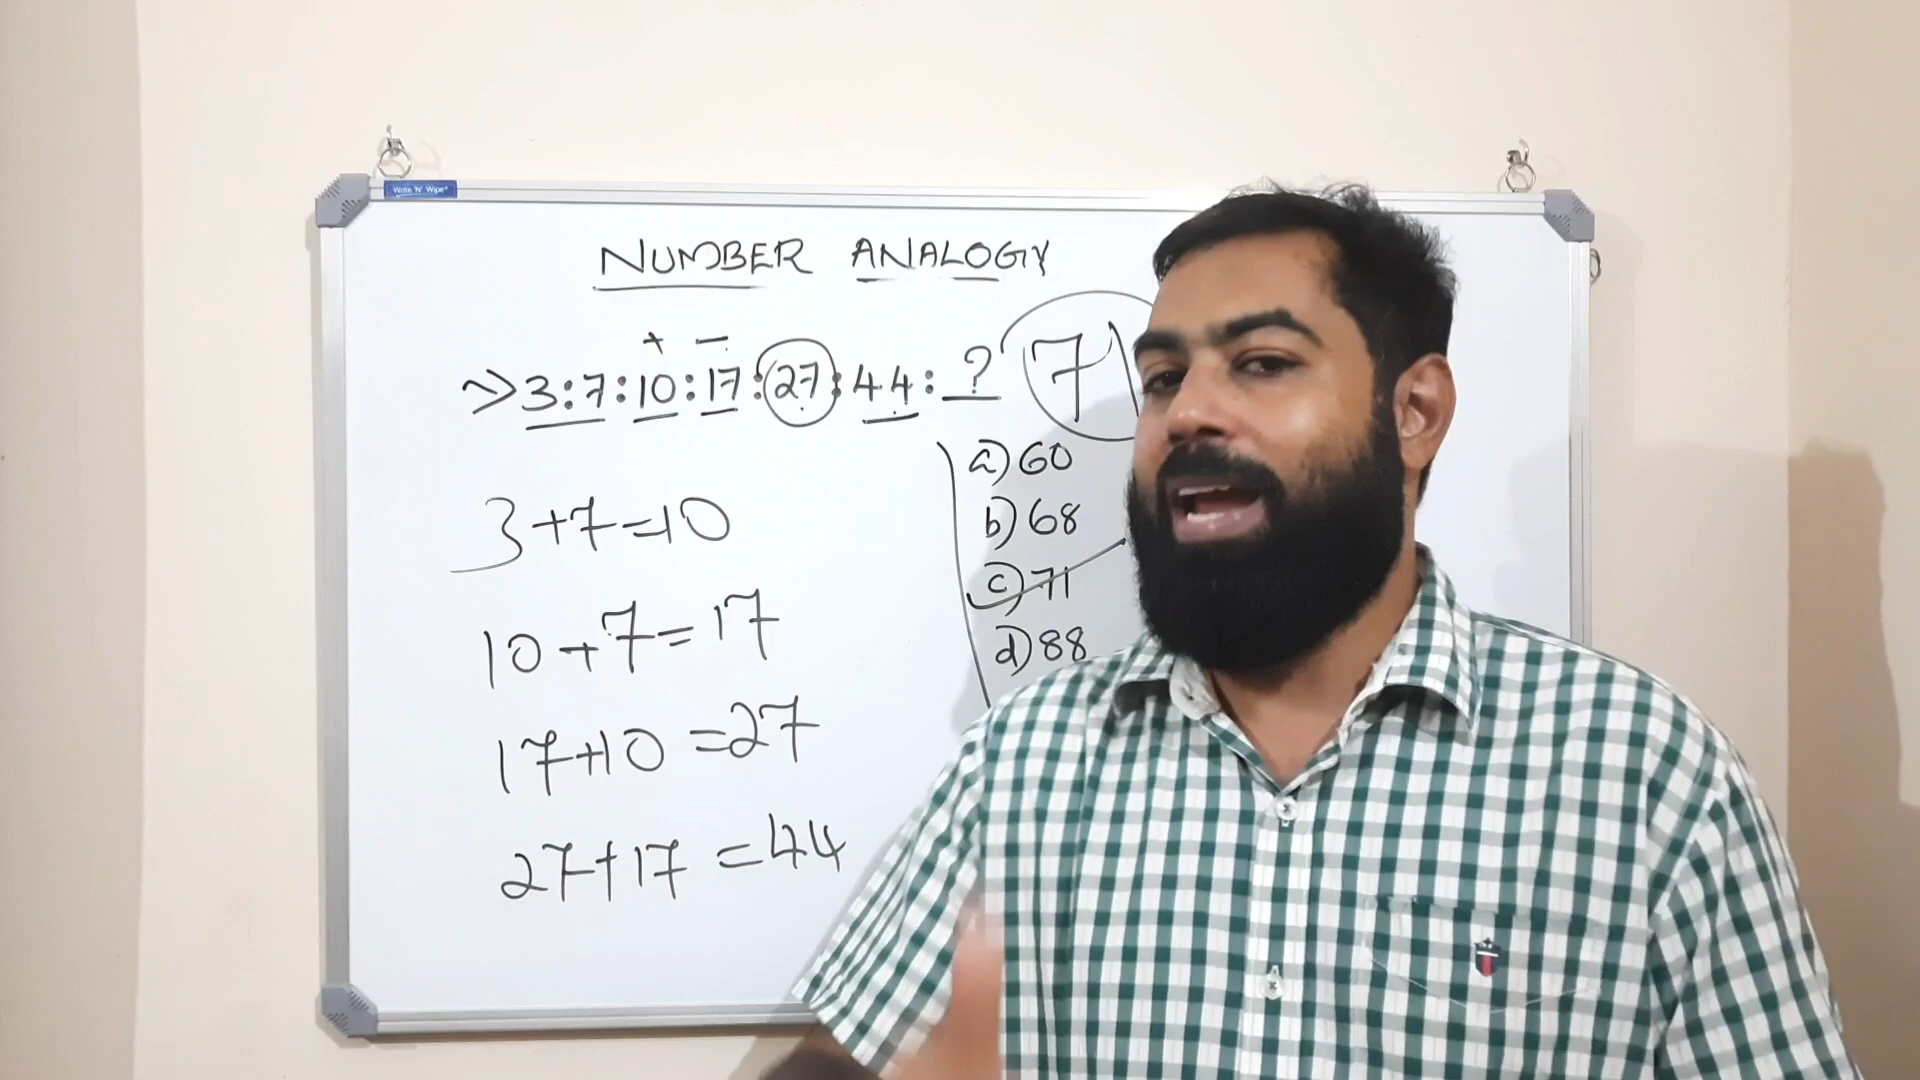 Write 'N' Wipe
NUMBER ANALOGY
+ -
3:7:10:17:27:44:? 71
a) 60
b) 68
c) 71
d) 88
3+7=10
10+7=17
17+10=27
27+17=44